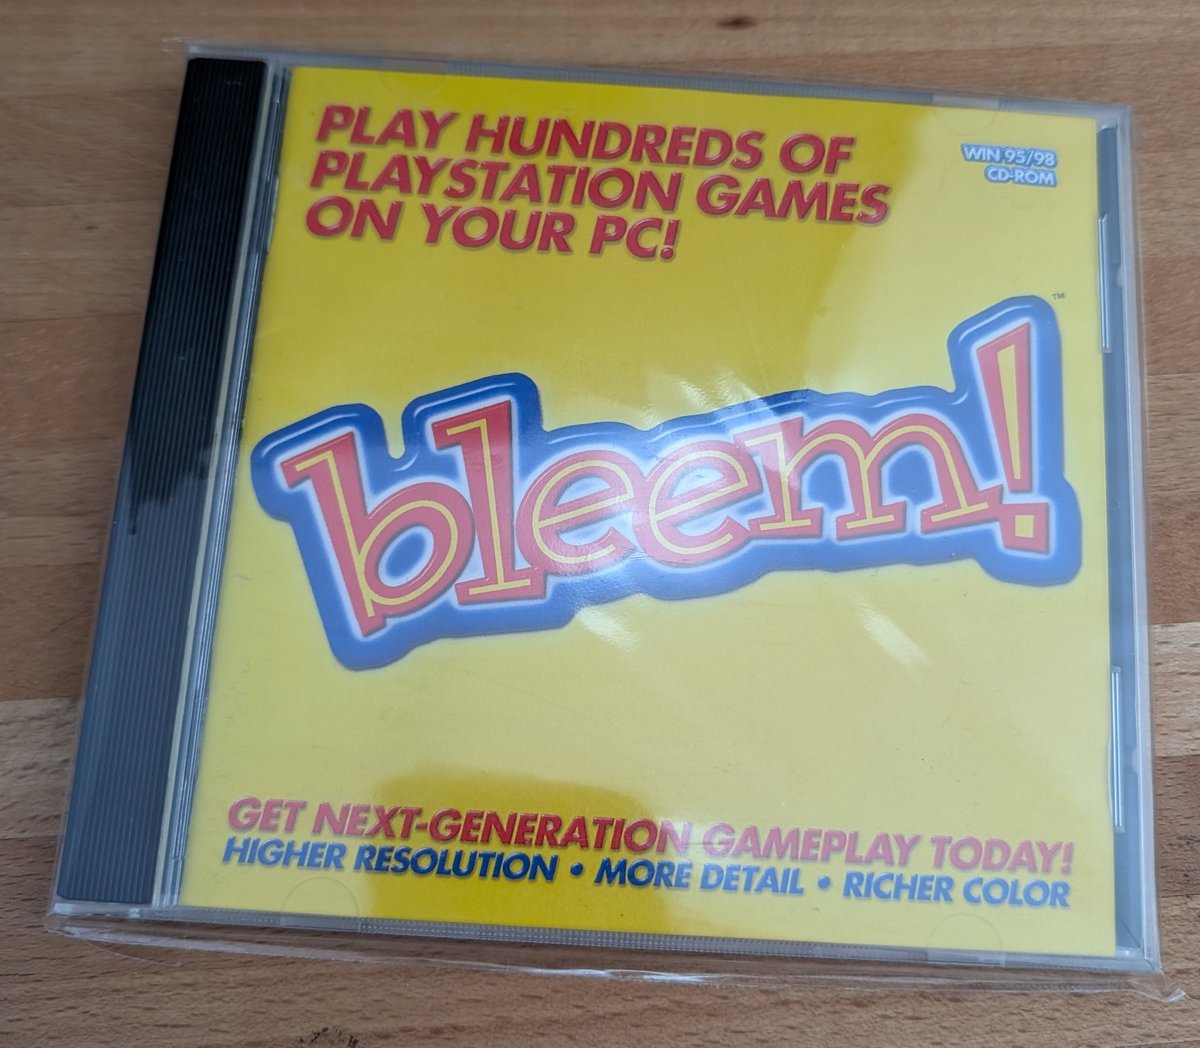 PLAY HUNDREDS OF
PLAYSTATION GAMES
ON YOUR PC!
WIN 95/98
CD-ROM
bleem!™
GET NEXT-GENERATION GAMEPLAY TODAY!
HIGHER RESOLUTION • MORE DETAIL • RICHER COLOR